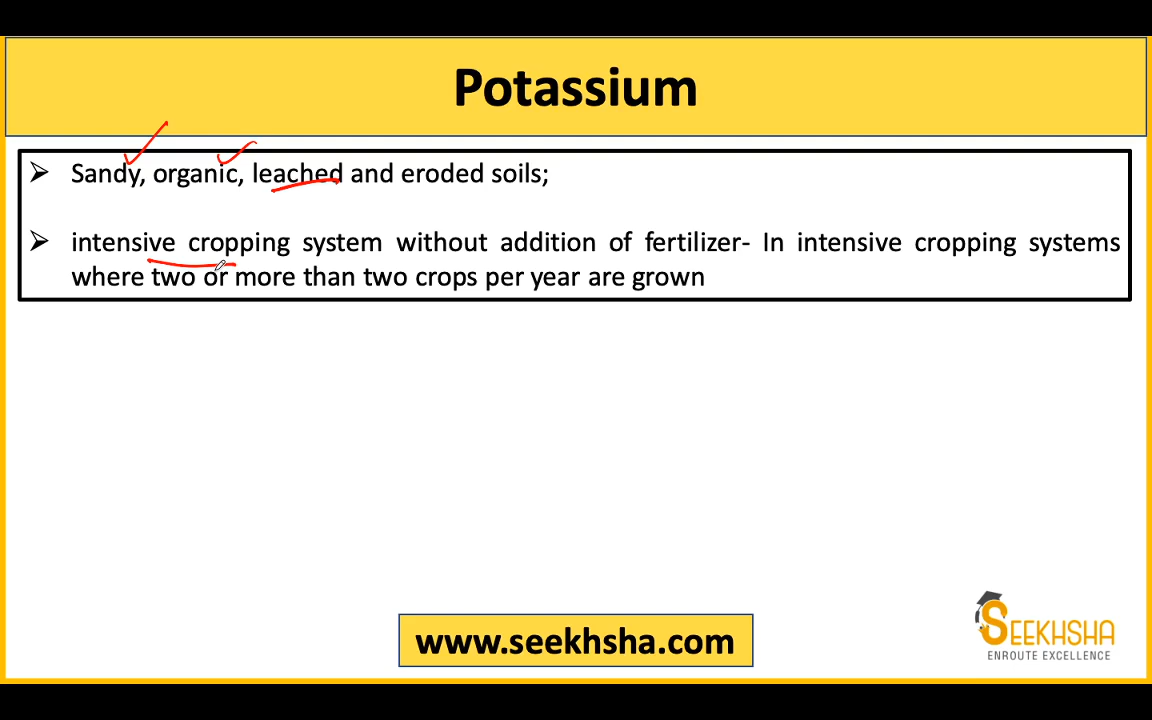 Potassium
➢ Sandy, organic, leached and eroded soils;
➢ intensive cropping system without addition of fertilizer- In intensive cropping systems
where two or more than two crops per year are grown
www.seekhsha.com
SEEKHSHA
ENROUTE EXCELLENCE